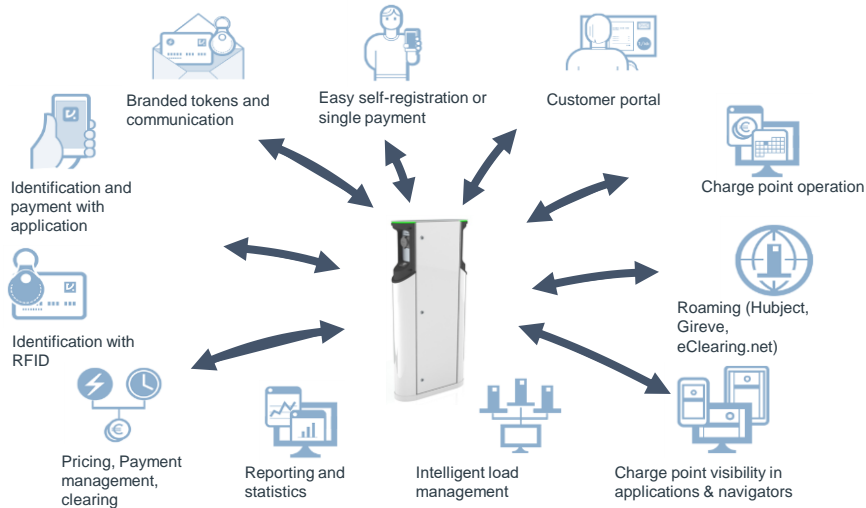 Branded tokens and
communication
Easy self-registration or
single payment
Customer portal
Identification and
payment with
application
Charge point operation
Identification with
RFID
Roaming (Hubject,
Gireve,
eClearing.net)
Pricing, Payment
management,
clearing
Reporting and
statistics
Intelligent load
management
Charge point visibility in
applications & navigators